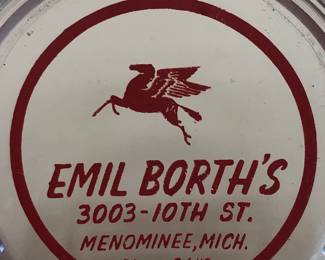 EMIL BORTH'S
3003-10TH ST.
MENOMINEE, MICH.